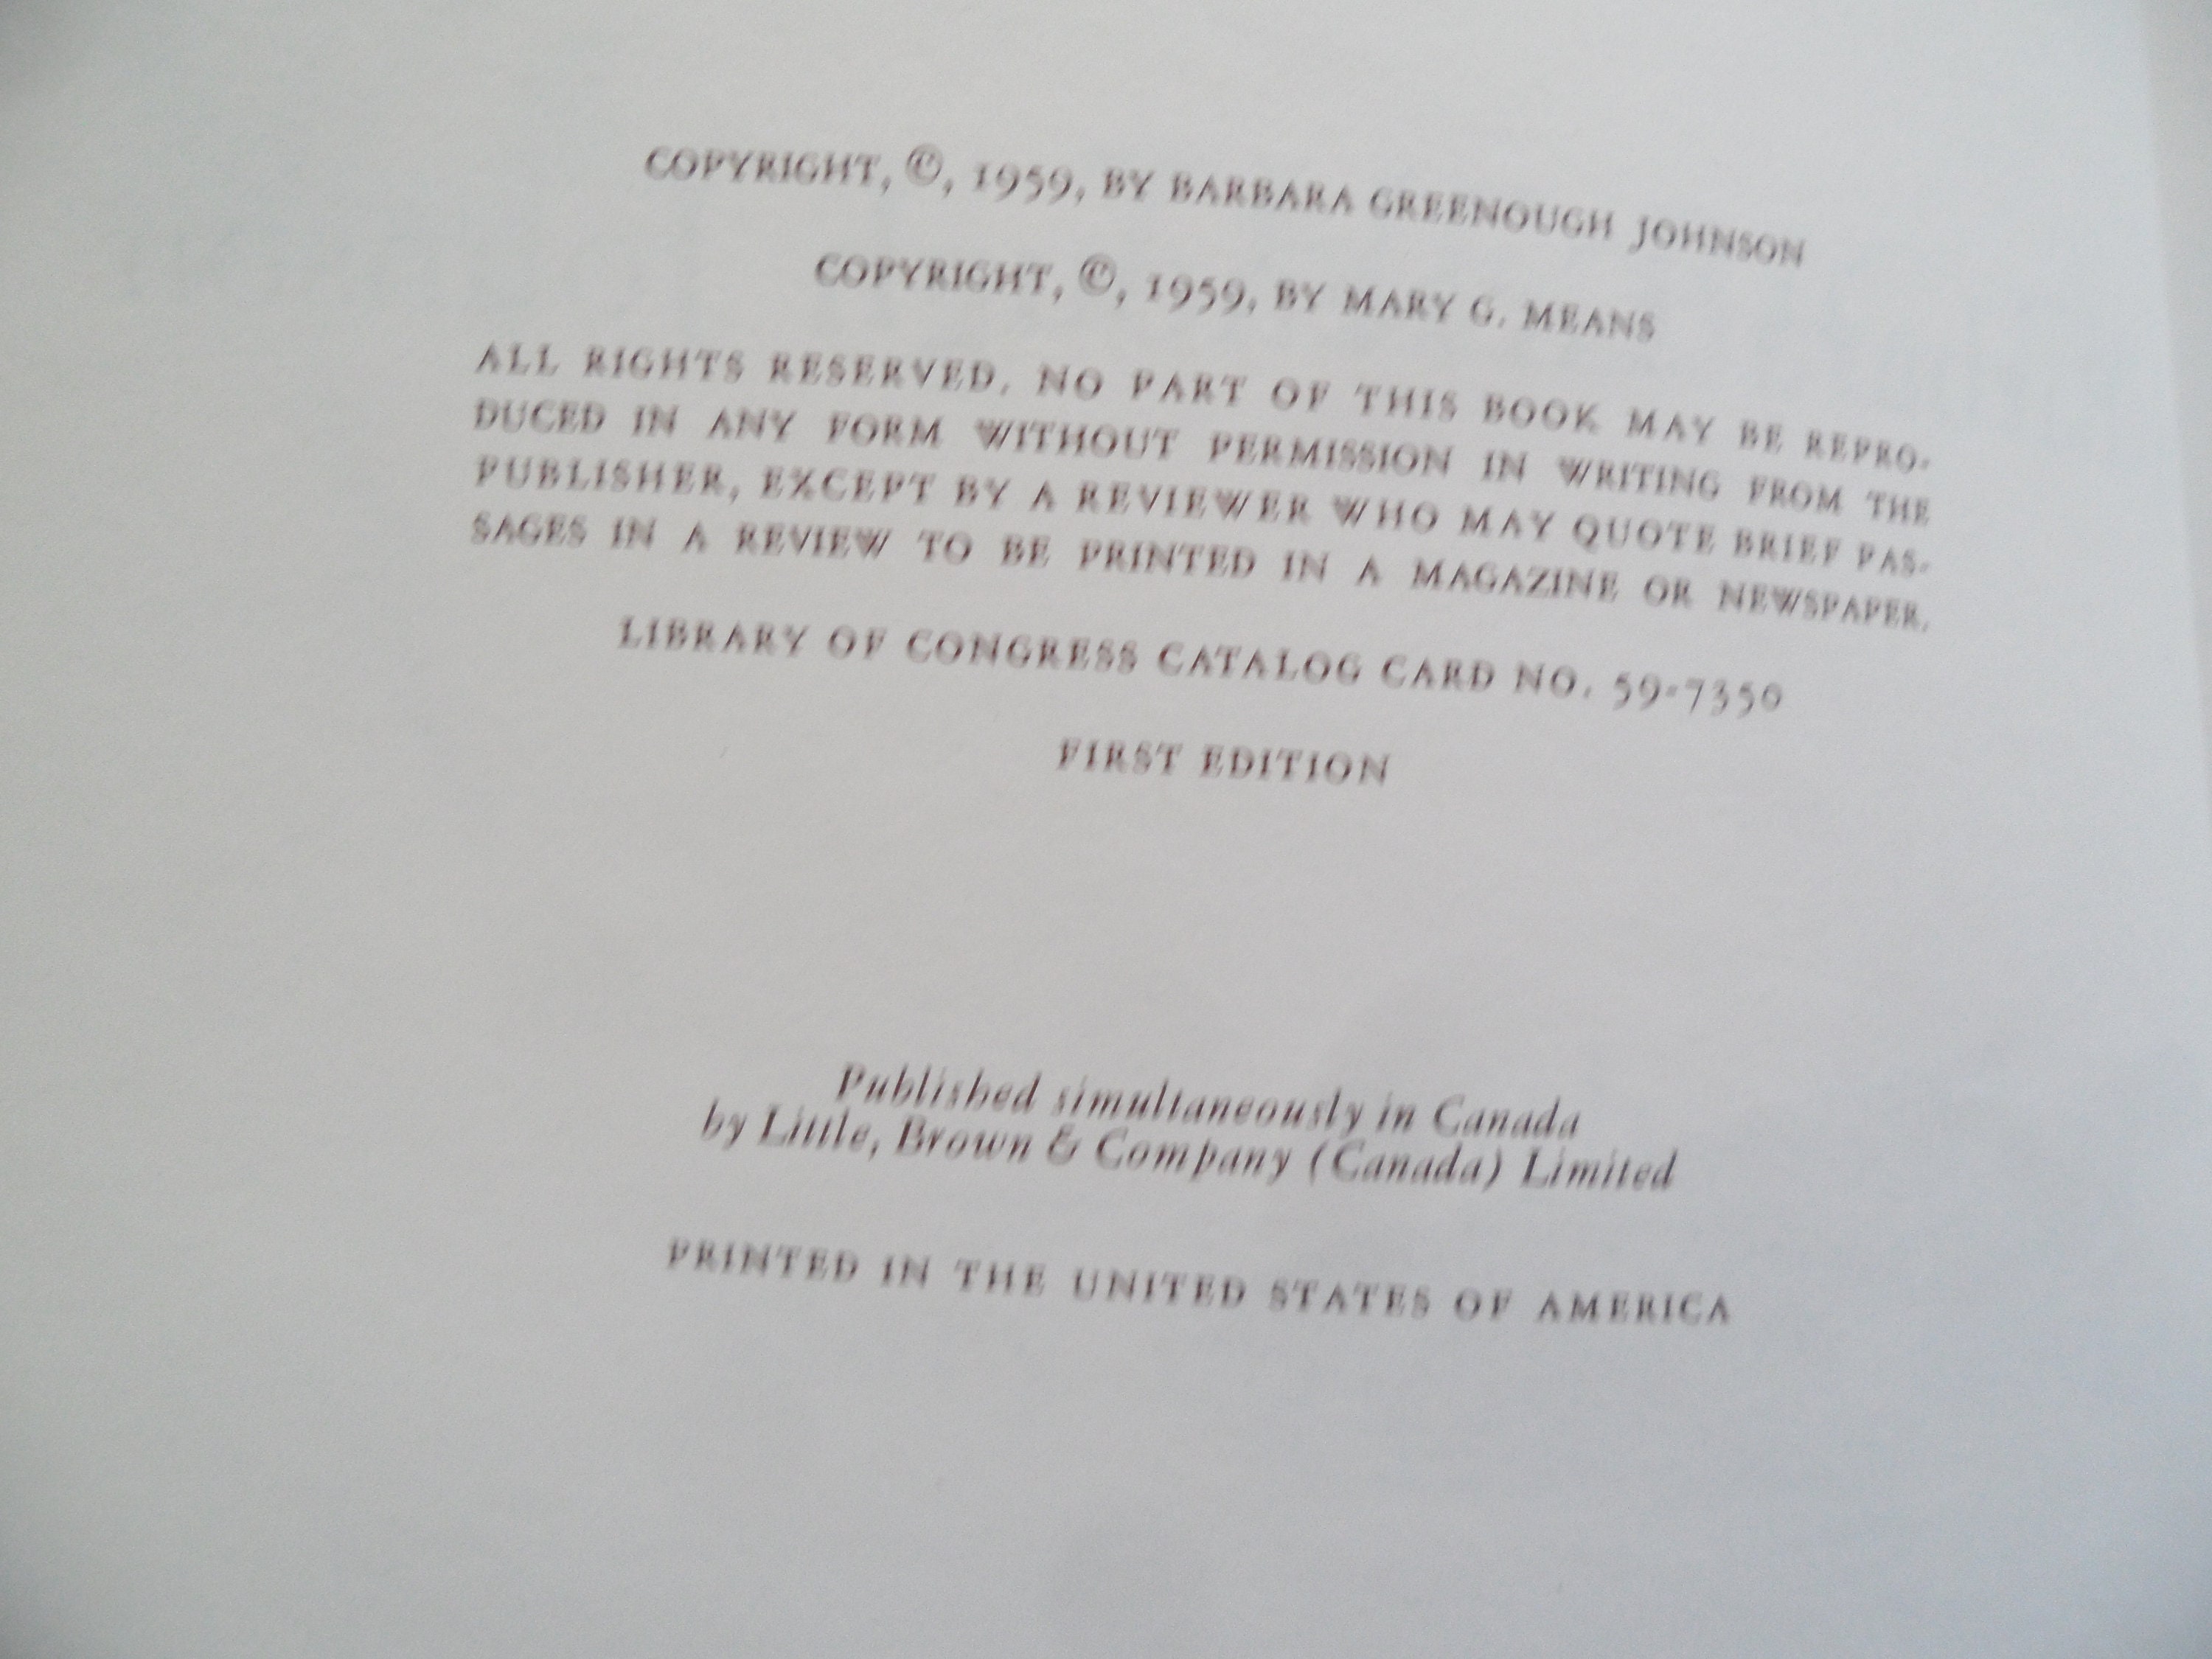 COPYRIGHT, ©, 1959, BY BARBARA GREENOUGH JOHNSON
COPYRIGHT, ©, 1959, BY MARY G. MEANS
ALL RIGHTS RESERVED. NO PART OF THIS BOOK MAY BE REPRO-
DUCED IN ANY FORM WITHOUT PERMISSION IN WRITING FROM THE
PUBLISHER, EXCEPT BY A REVIEWER WHO MAY QUOTE BRIEF PAS-
SAGES IN A REVIEW TO BE PRINTED IN A MAGAZINE OR NEWSPAPER.
LIBRARY OF CONGRESS CATALOG CARD NO. 59-7350
FIRST EDITION
Published simultaneously in Canada
by Little, Brown & Company (Canada) Limited
PRINTED IN THE UNITED STATES OF AMERICA